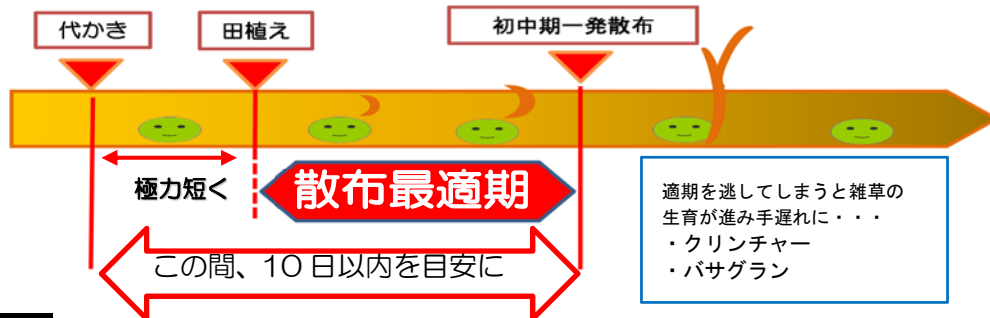 代かき
田植え
初中期一発散布
極力短く
散布最適期
この間、10日以内を目安に
適期を逃してしまうと雑草の
生育が進み手遅れに・・・
・クリンチャー
・バサグラン